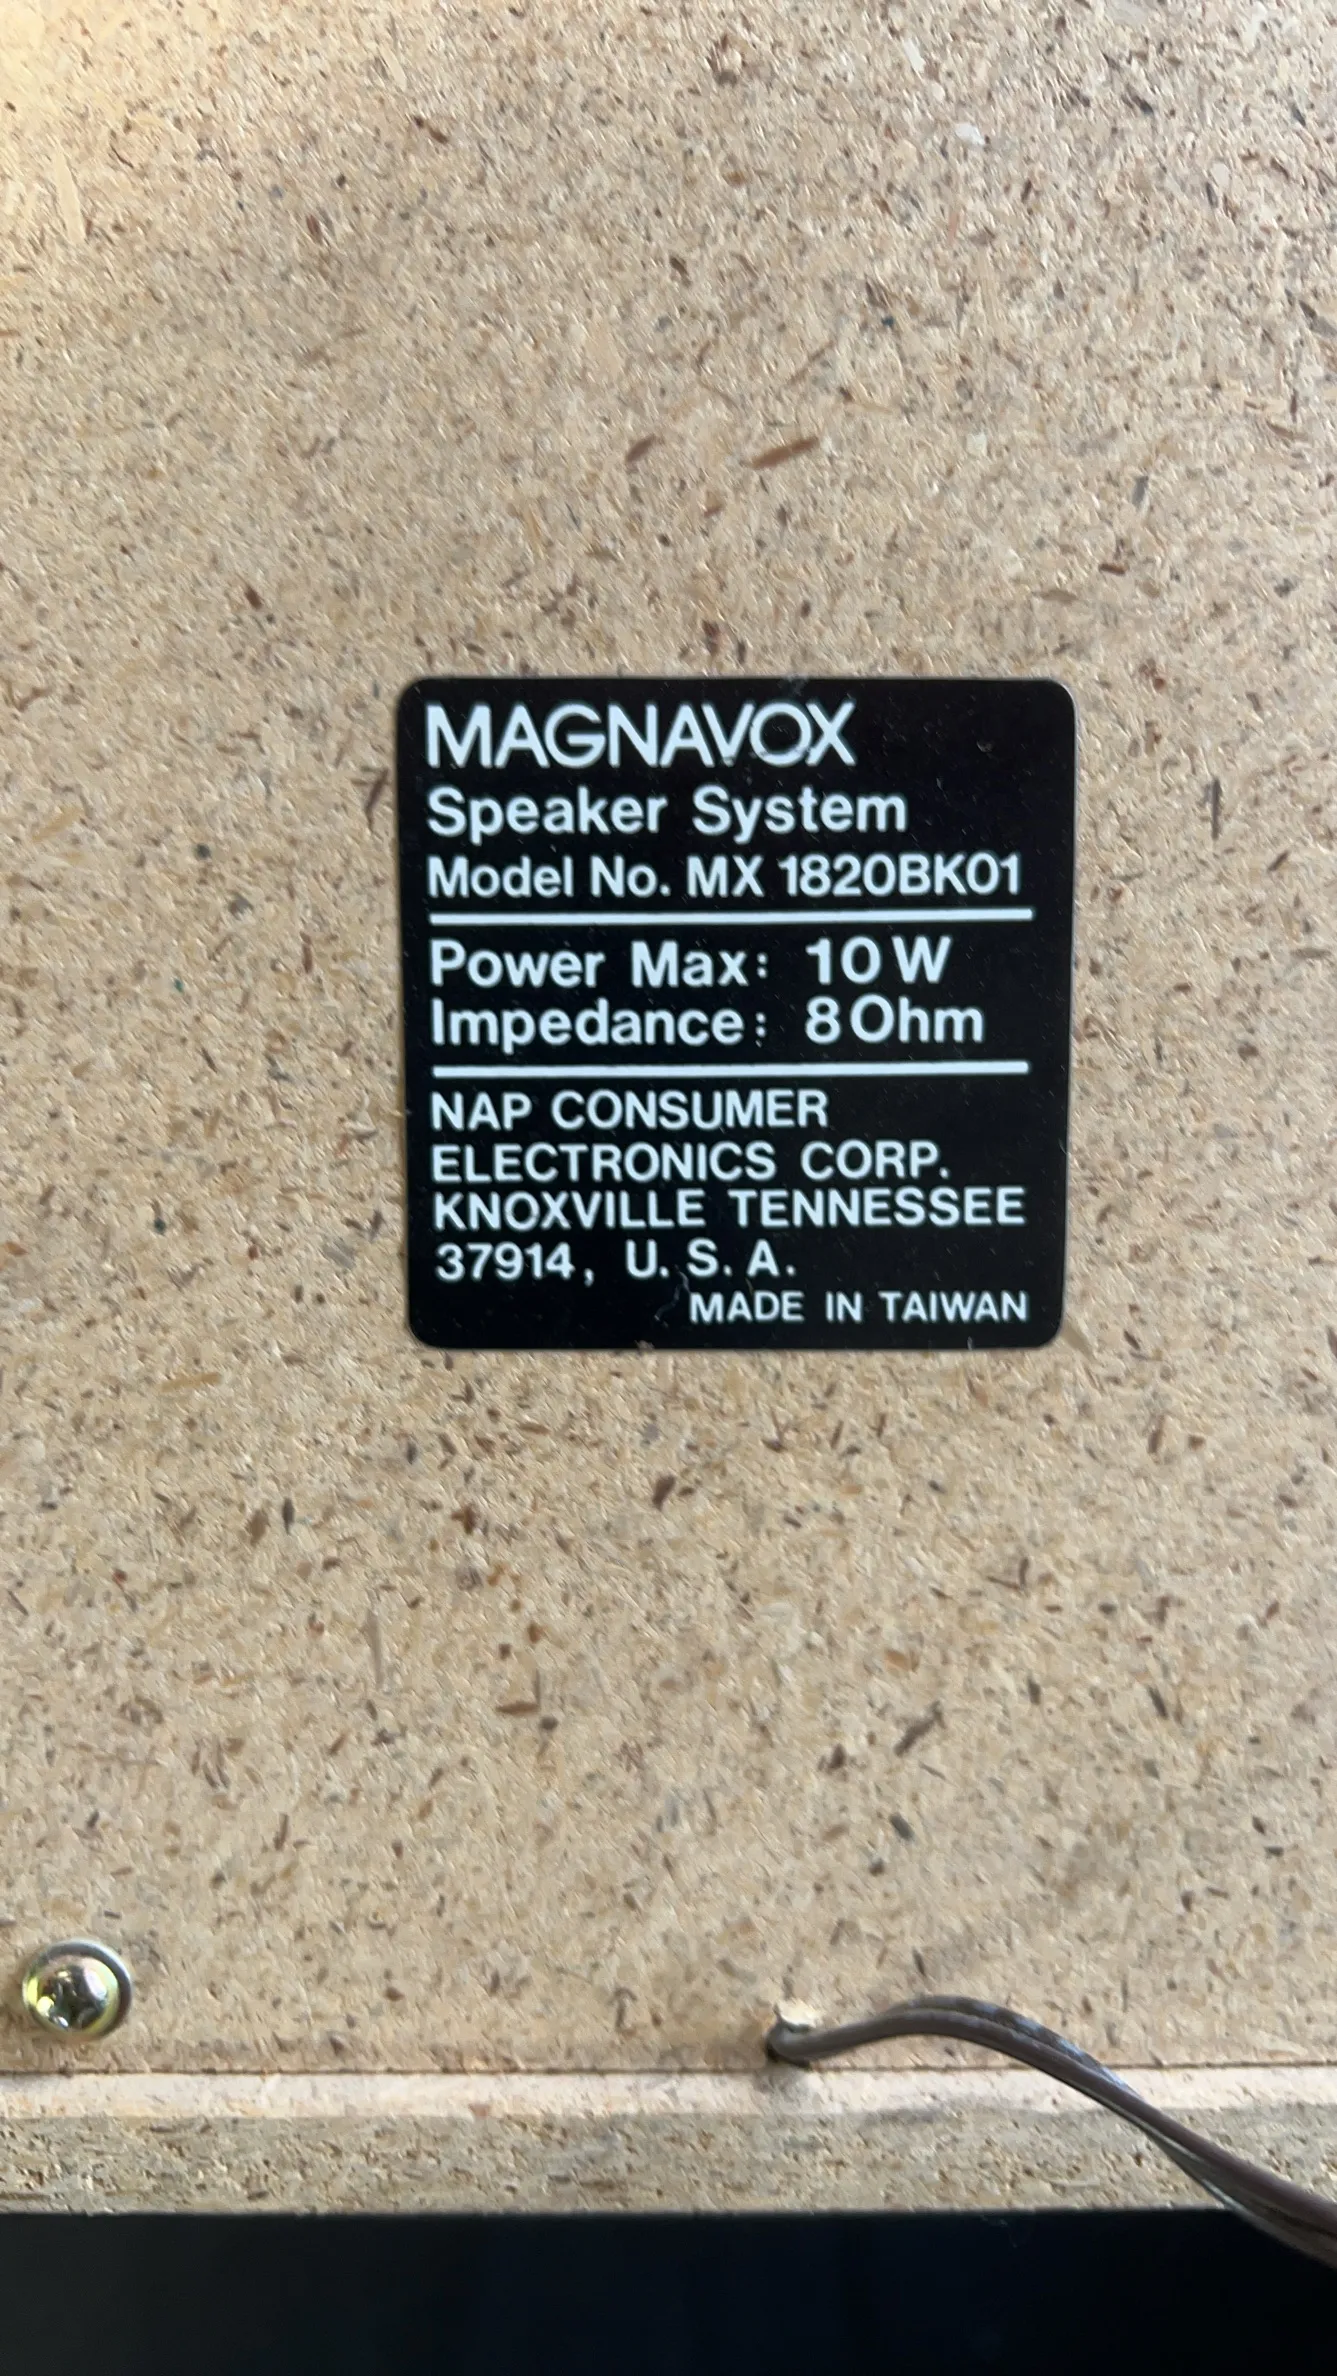 MAGNAVOX
Speaker System
Model No. MX 1820BK01
Power Max: 10 W
Impedance: 8 Ohm
NAP CONSUMER
ELECTRONICS CORP.
KNOXVILLE TENNESSEE
37914, U. S. A.
MADE IN TAIWAN